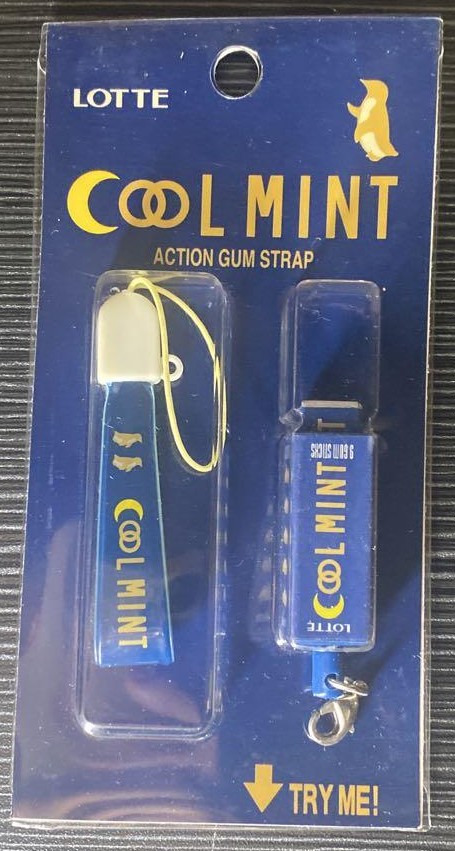 LOTTE
COOL MINT
ACTION GUM STRAP
COOL MINT
9 GUM STICKS
COOL MINT
LOTTE
TRY ME!